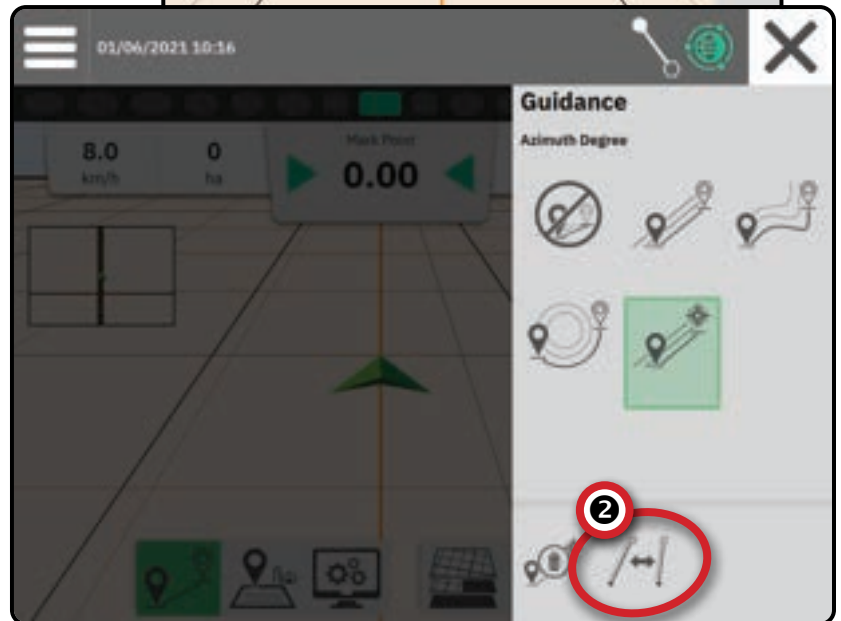 01/06/2021 10:16
Guidance
Azimuth Degree
8.0
km/h
0
ha
Mark Point
0.00
2